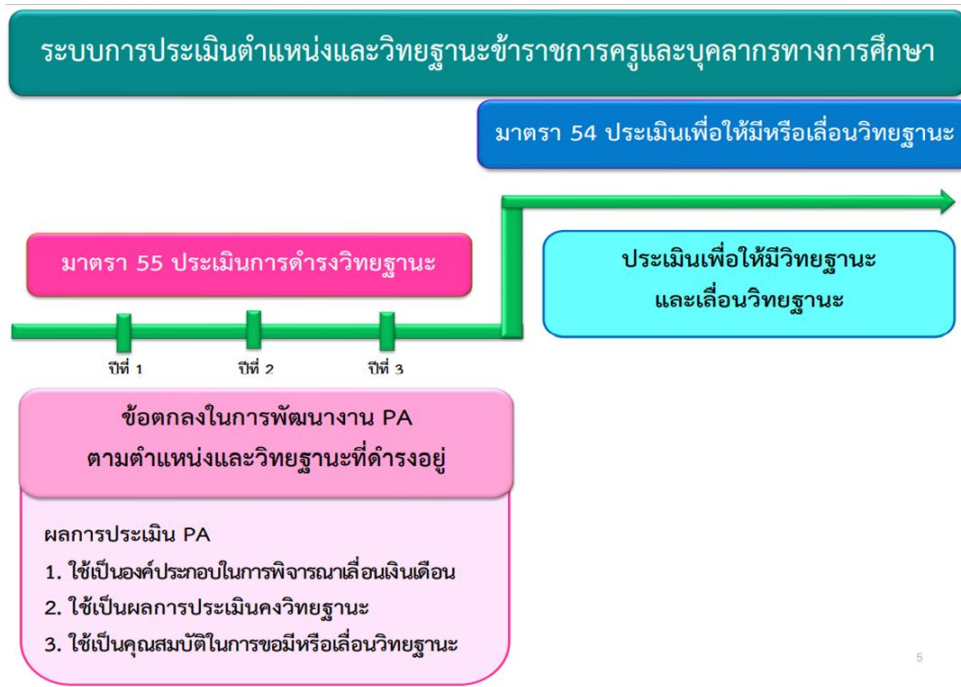 ระบบการประเมินตำแหน่งและวิทยฐานะข้าราชการครูและบุคลากรทางการศึกษา
มาตรา 54 ประเมินเพื่อให้มีหรือเลื่อนวิทยฐานะ
มาตรา 55 ประเมินการดำรงวิทยฐานะ
ประเมินเพื่อให้มีวิทยฐานะ
และเลื่อนวิทยฐานะ
ปีที่ 1
ปีที่ 2
ปีที่ 3
ข้อตกลงในการพัฒนางาน PA
ตามตำแหน่งและวิทยฐานะที่ดำรงอยู่
ผลการประเมิน PA
1. ใช้เป็นองค์ประกอบในการพิจารณาเลื่อนเงินเดือน
2. ใช้เป็นผลการประเมินคงวิทยฐานะ
3. ใช้เป็นคุณสมบัติในการขอมีหรือเลื่อนวิทยฐานะ
5